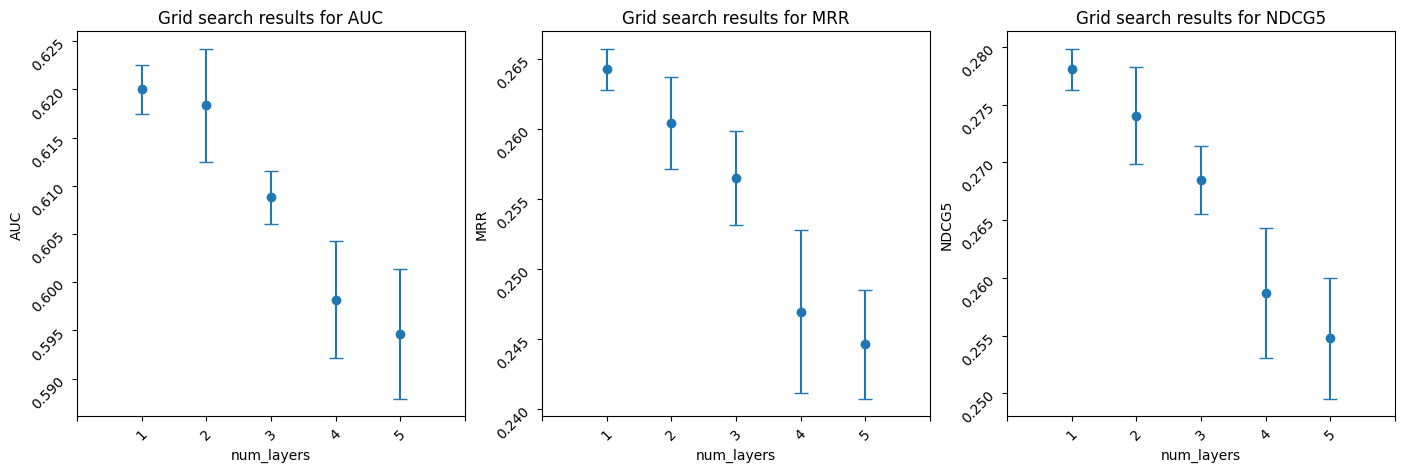 Grid search results for AUC
AUC
0.625
0.620
0.615
0.610
0.605
0.600
0.595
0.590
1 2 3 4 5
num_layers
Grid search results for MRR
MRR
0.265
0.260
0.255
0.250
0.245
0.240
1 2 3 4 5
num_layers
Grid search results for NDCG5
NDCG5
0.280
0.275
0.270
0.265
0.260
0.255
0.250
1 2 3 4 5
num_layers